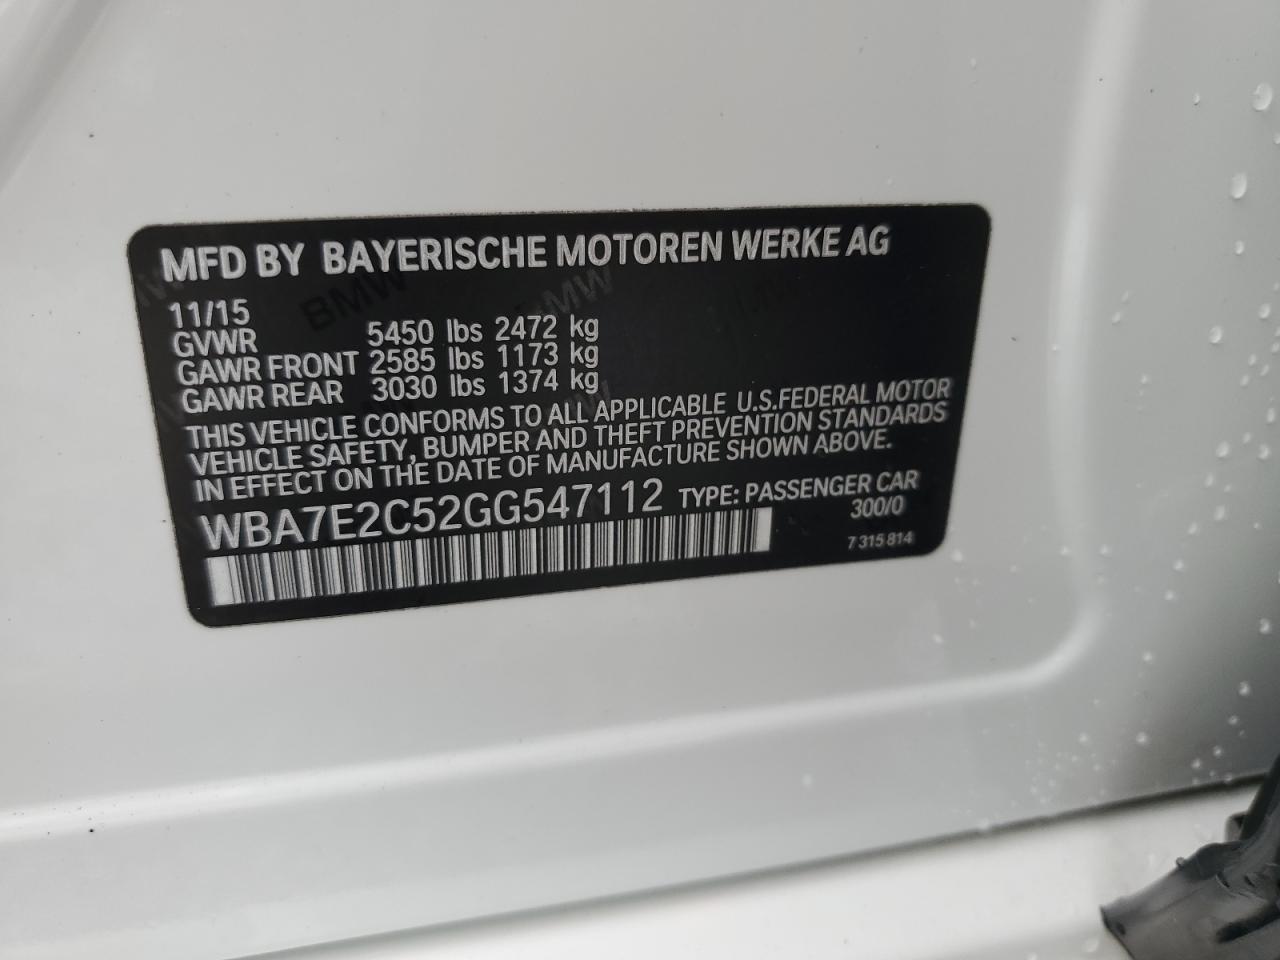 MFD BY BAYERISCHE MOTOREN WERKE AG
11/15
GVWR 5450 lbs 2472 kg
GAWR FRONT 2585 lbs 1173 kg
GAWR REAR 3030 lbs 1374 kg
THIS VEHICLE CONFORMS TO ALL APPLICABLE U.S.FEDERAL MOTOR
VEHICLE SAFETY, BUMPER AND THEFT PREVENTION STANDARDS
IN EFFECT ON THE DATE OF MANUFACTURE SHOWN ABOVE.
WBA7E2C52GG547112 TYPE: PASSENGER CAR
300/0
7 315 814
BMW
BMW